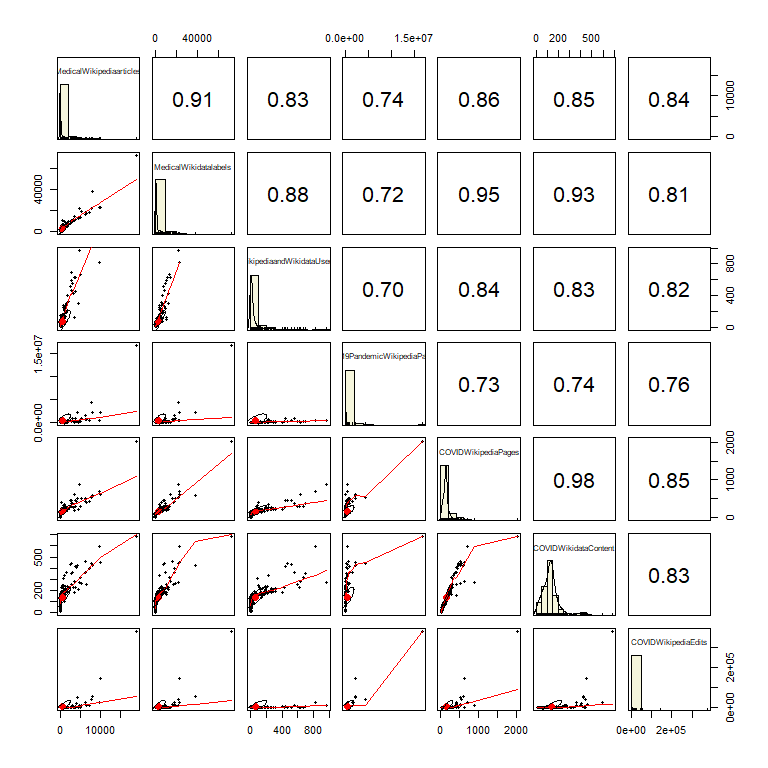 0 40000 0.0e+00 1.5e+07 0 200 500
MedicalWikipediaarticles 0.91 0.83 0.74 0.86 0.85 0.84 0 10000
0 40000 MedicalWikidatalabels 0.88 0.72 0.95 0.93 0.81
ikipediaandWikidataUse 0.70 0.84 0.83 0.82 0 400 800
0.0e+00 1.5e+07 19PandemicWikipediaPa 0.73 0.74 0.76
COVIDWikipediaPages 0.98 0.85 0 1000 2000
0 200 500 COVIDWikidataContent 0.83
COVIDWikipediaEdits 0e+00 2e+05
0 10000 0 400 800 0 1000 2000 0e+00 2e+05